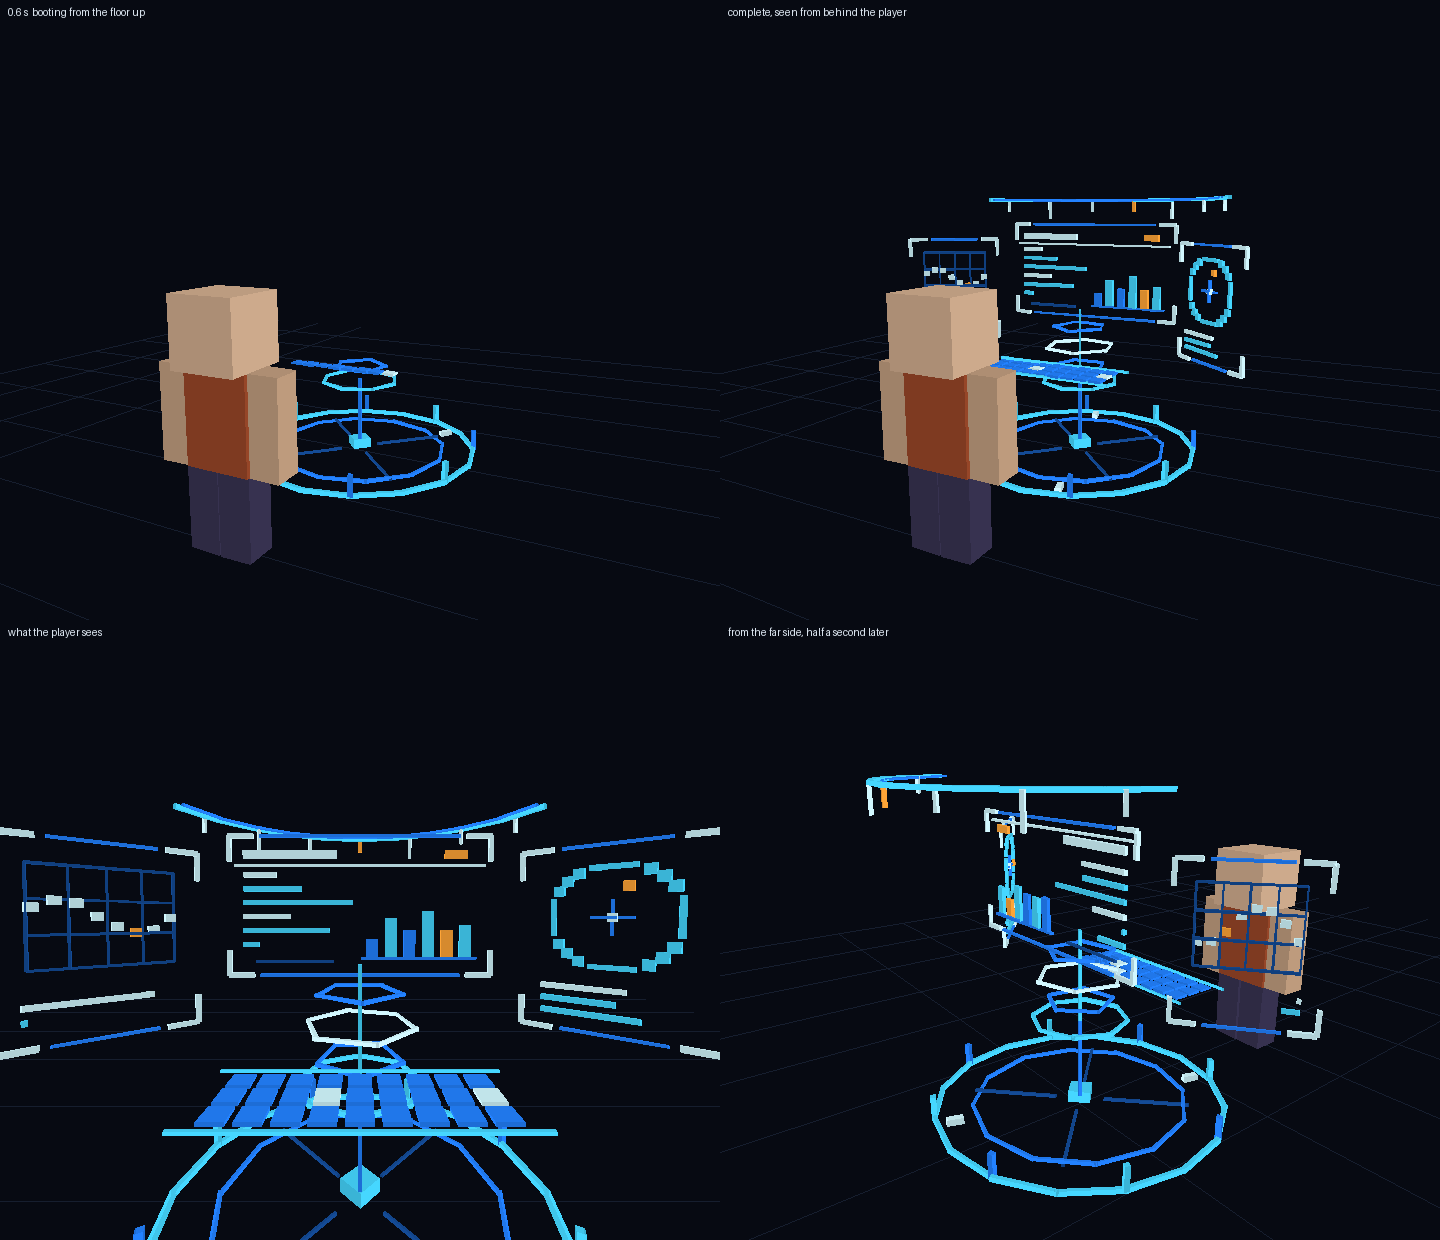 0.6 s booting from the floor up
complete, seen from behind the player
what the player sees
from the far side, half a second later